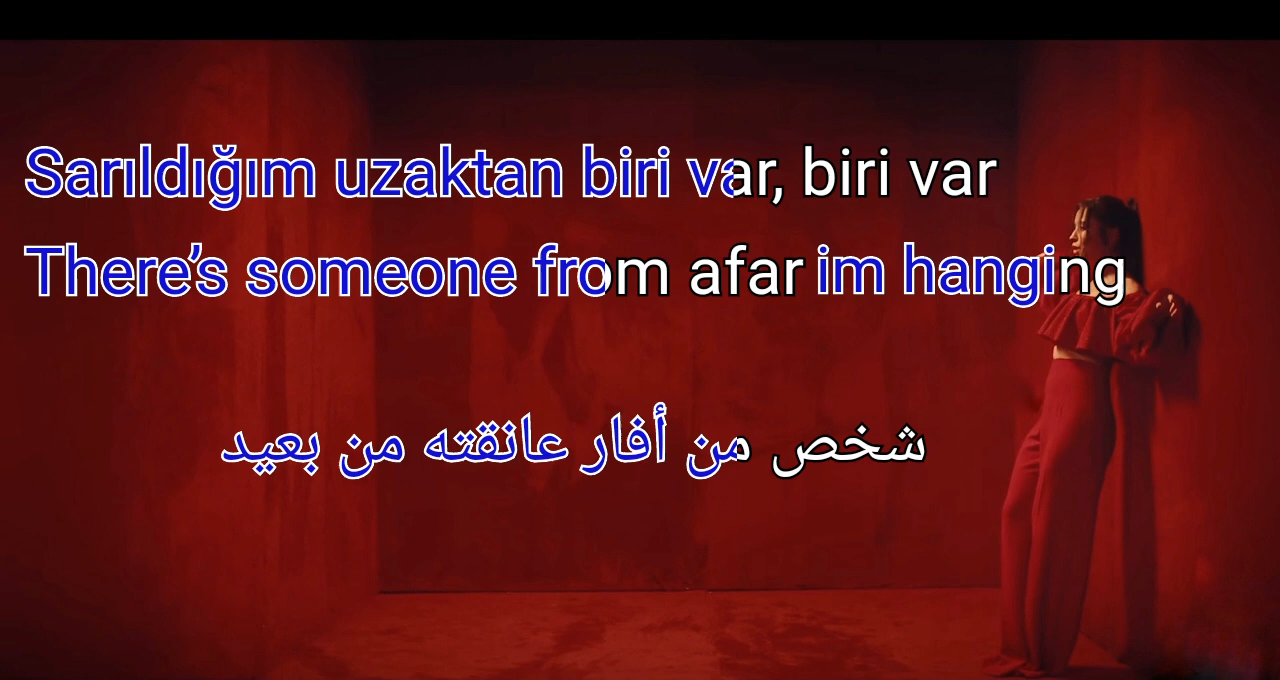 Sarıldığım uzaktan biri var, biri var
There’s someone from afar im hanging
شخص من أفار عانقته من بعيد